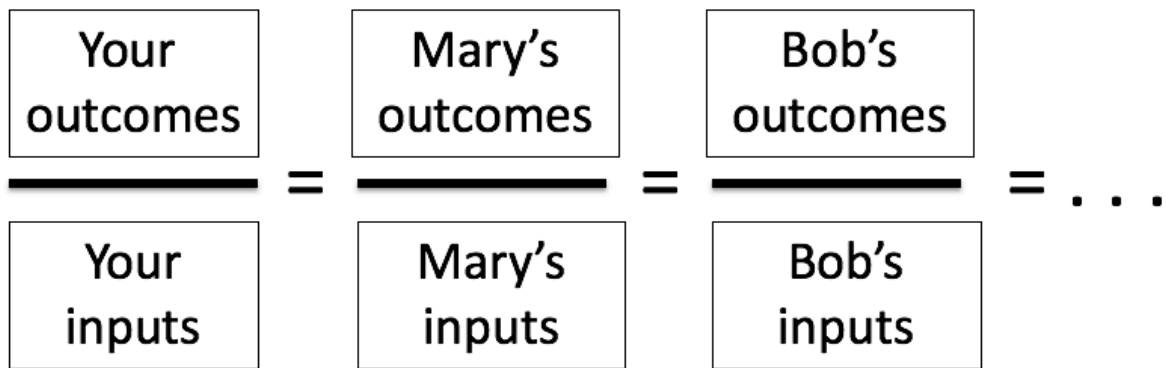 Your
outcomes
Your
inputs
=
Mary’s
outcomes
Mary’s
inputs
=
Bob’s
outcomes
Bob’s
inputs
= . . .